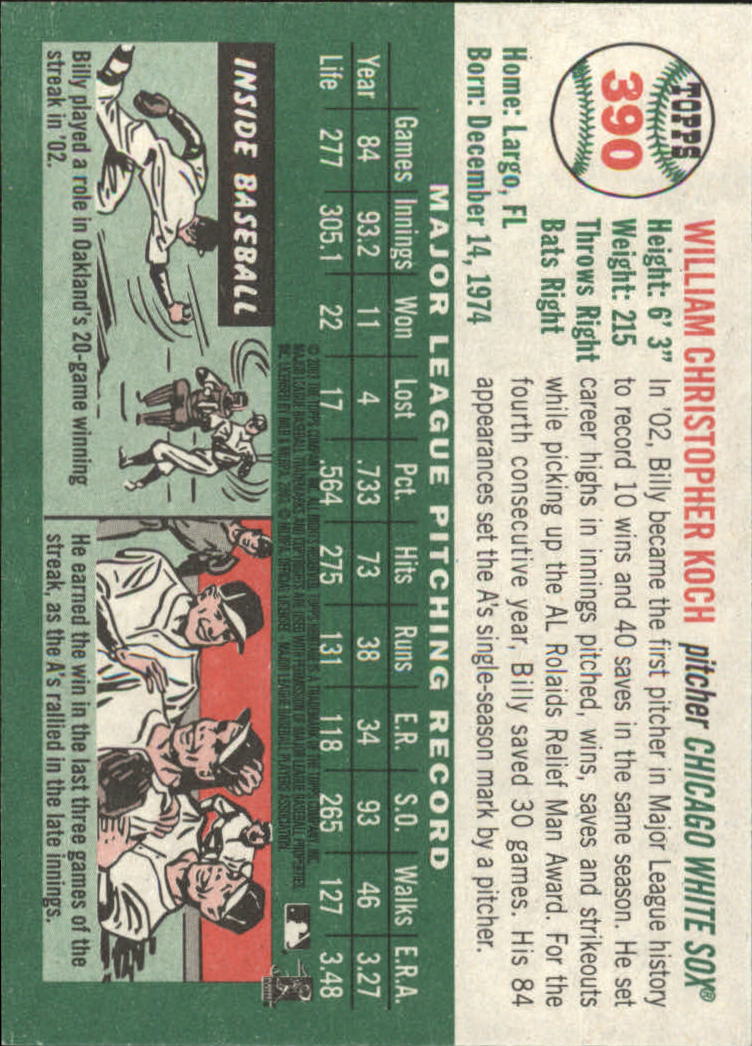 TOPPS
390
WILLIAM CHRISTOPHER KOCH pitcher CHICAGO WHITE SOX®
Height: 6' 3"
Weight: 215
Throws Right
Bats Right
Home: Largo, FL
Born: December 14, 1974
In '02, Billy became the first pitcher in Major League history
to record 10 wins and 40 saves in the same season. He set
career highs in innings pitched, wins, saves and strikeouts
while picking up the AL Rolaids Relief Man Award. For the
fourth consecutive year, Billy saved 30 games. His 84
appearances set the A's single-season mark by a pitcher.
MAJOR LEAGUE PITCHING RECORD
Games Innings Won Lost Pct. Hits Runs E.R. S.O. Walks E.R.A.
Year 84 93.2 11 4 .733 73 38 34 93 46 3.27
Life 277 305.1 22 17 .564 275 131 118 265 127 3.48
INSIDE BASEBALL
Billy played a role in Oakland's 20-game winning
streak in '02.
He earned the win in the last three games of the
streak, as the A's rallied in the late innings.